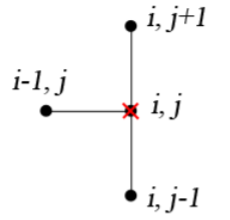 i, j+1
i-1, j
i, j
i, j-1